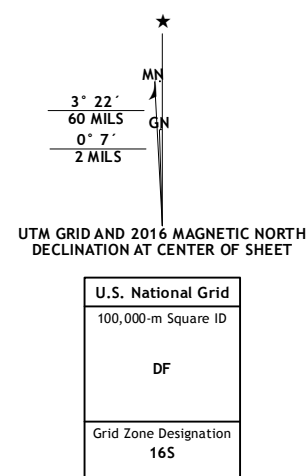 MN
3° 22´
60 MILS
GN
0° 7´
2 MILS
UTM GRID AND 2016 MAGNETIC NORTH
DECLINATION AT CENTER OF SHEET
U.S. National Grid
100,000-m Square ID
DF
Grid Zone Designation
16S